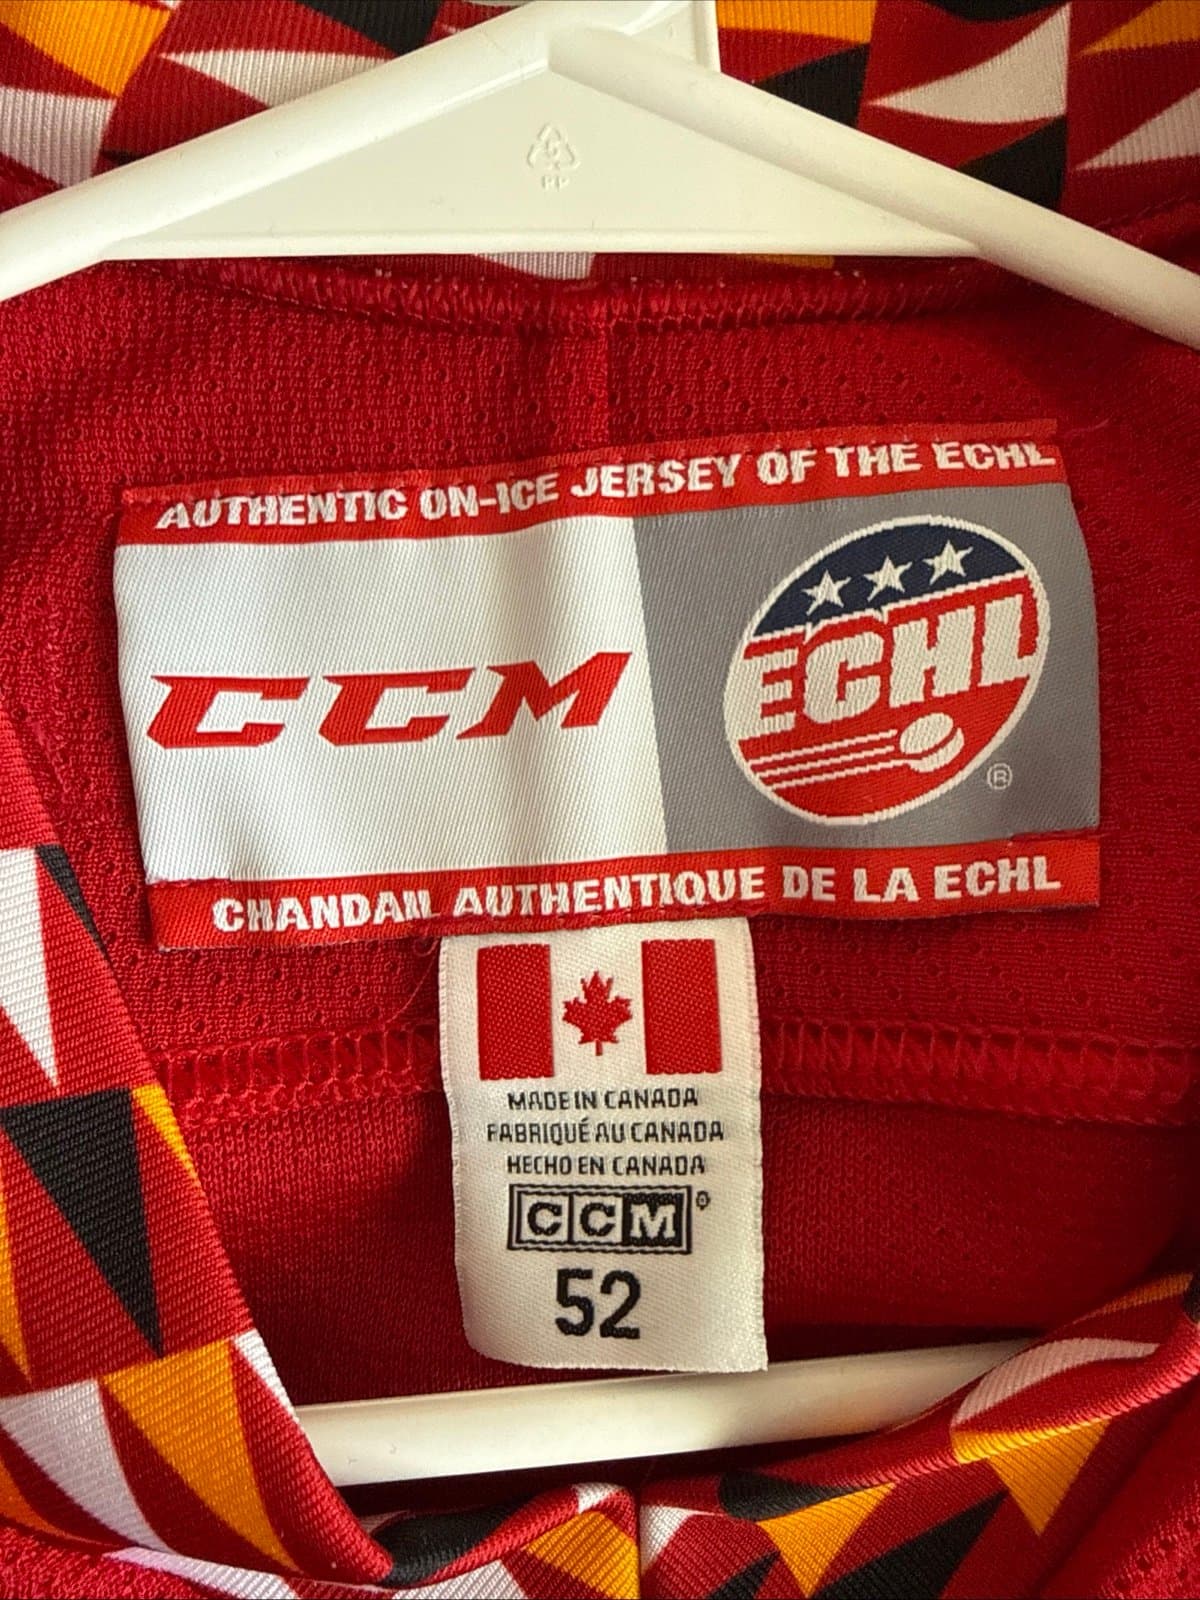 PP
AUTHENTIC ON-ICE JERSEY OF THE ECHL
CCM
ECHL
®
CHANDAIL AUTHENTIQUE DE LA ECHL
MADE IN CANADA
FABRIQUÉ AU CANADA
HECHO EN CANADA
CCM®
52